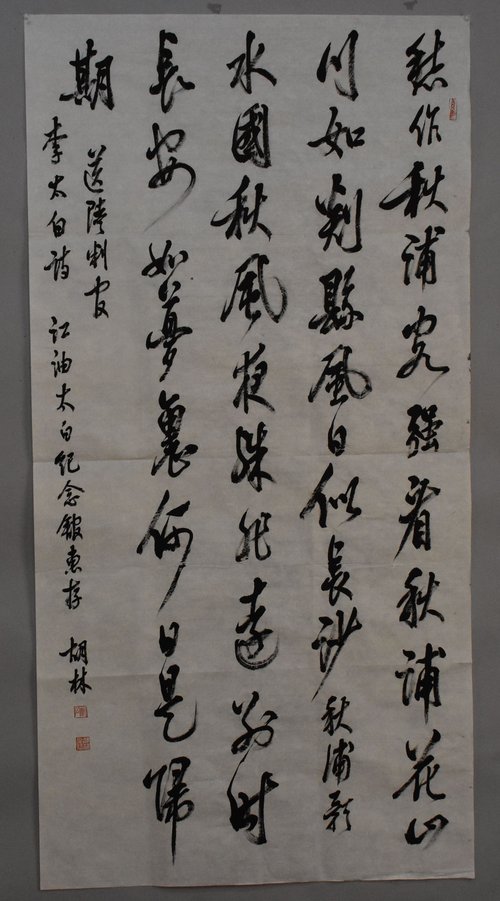 愁作秋浦客強看秋浦花山
川如剡縣風日似長沙秋浦歌
水國秋風夜殊非遠別時
長安如夢裏何日是歸
期
送陸判官
李太白詩 江油太白紀念館惠存 胡林